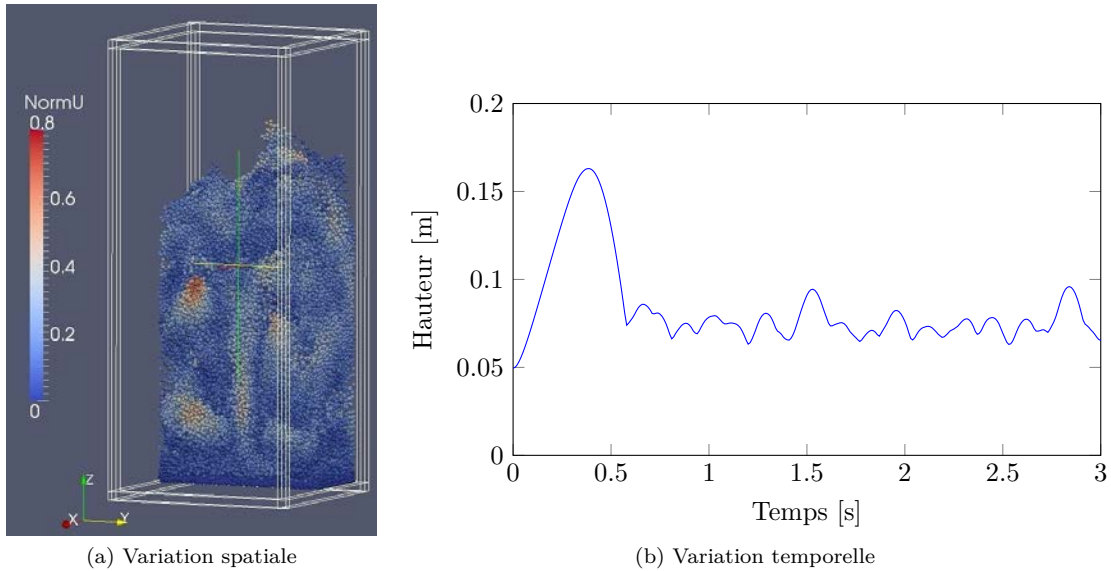 NormU
0.8
0.6
0.4
0.2
0
Z
X
Y
(a) Variation spatiale
Hauteur [m]
0.2
0.15
0.1
0.05
0
0 0.5 1 1.5 2 2.5 3
Temps [s]
(b) Variation temporelle